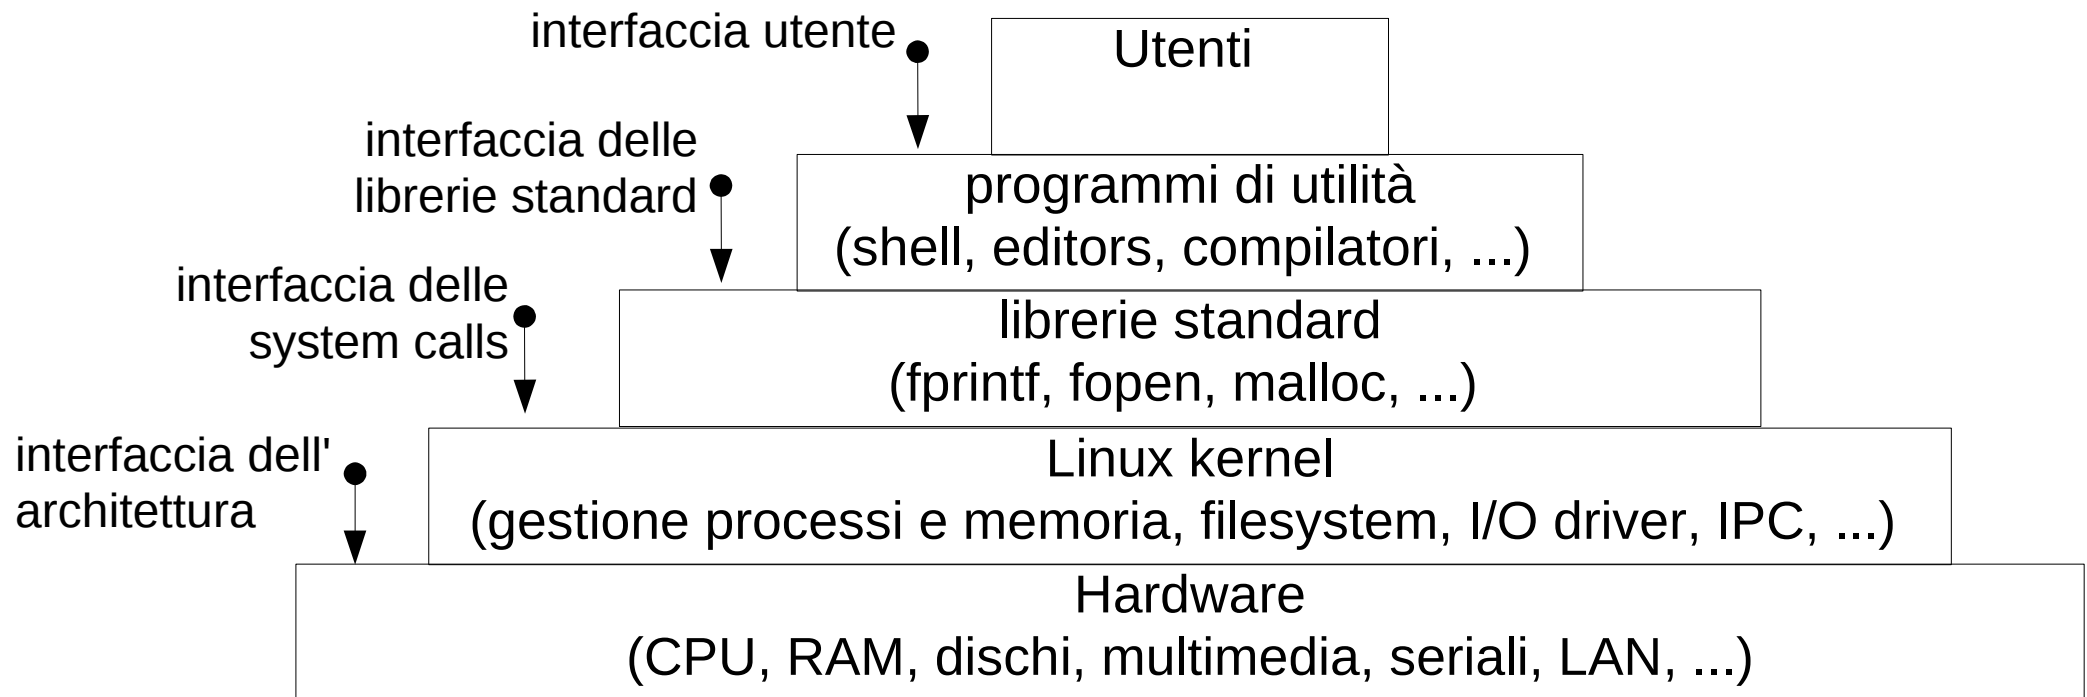 interfaccia utente
Utenti
interfaccia delle
librerie standard
programmi di utilità
(shell, editors, compilatori, ...)
interfaccia delle
system calls
librerie standard
(fprintf, fopen, malloc, ...)
interfaccia dell'
architettura
Linux kernel
(gestione processi e memoria, filesystem, I/O driver, IPC, ...)
Hardware
(CPU, RAM, dischi, multimedia, seriali, LAN, ...)